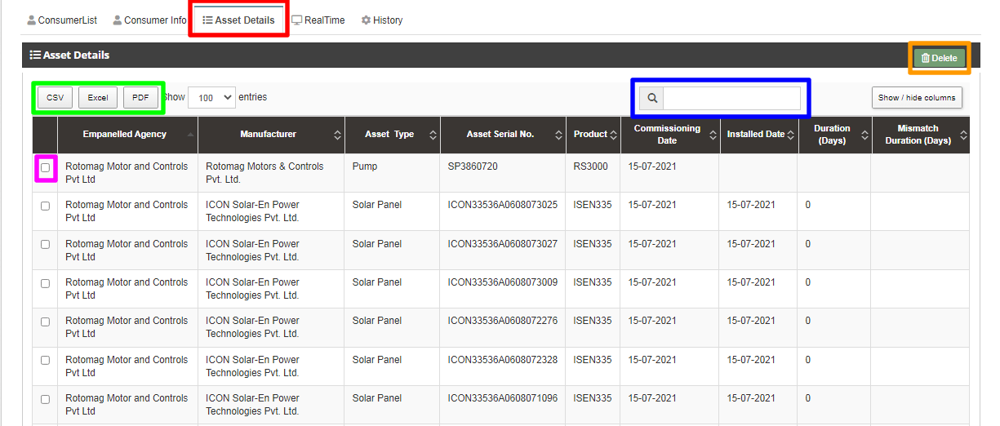 ConsumerList Consumer Info Asset Details RealTime History
Asset Details Delete
CSV Excel PDF Show 100 entries Show / hide columns
Empanelled Agency Manufacturer Asset Type Asset Serial No. Product Commissioning Date Installed Date Duration (Days) Mismatch Duration (Days)
Rotomag Motor and Controls Rotomag Motors & Controls Pump SP3860720 RS3000 15-07-2021
Pvt Ltd Pvt. Ltd.
Rotomag Motor and Controls ICON Solar-En Power Solar Panel ICON33536A0608073025 ISEN335 15-07-2021 15-07-2021 0
Pvt Ltd Technologies Pvt. Ltd.
Rotomag Motor and Controls ICON Solar-En Power Solar Panel ICON33536A0608073027 ISEN335 15-07-2021 15-07-2021 0
Pvt Ltd Technologies Pvt. Ltd.
Rotomag Motor and Controls ICON Solar-En Power Solar Panel ICON33536A0608073009 ISEN335 15-07-2021 15-07-2021 0
Pvt Ltd Technologies Pvt. Ltd.
Rotomag Motor and Controls ICON Solar-En Power Solar Panel ICON33536A0608072276 ISEN335 15-07-2021 15-07-2021 0
Pvt Ltd Technologies Pvt. Ltd.
Rotomag Motor and Controls ICON Solar-En Power Solar Panel ICON33536A0608072328 ISEN335 15-07-2021 15-07-2021 0
Pvt Ltd Technologies Pvt. Ltd.
Rotomag Motor and Controls ICON Solar-En Power Solar Panel ICON33536A0608071096 ISEN335 15-07-2021 15-07-2021 0
Pvt Ltd Technologies Pvt. Ltd.